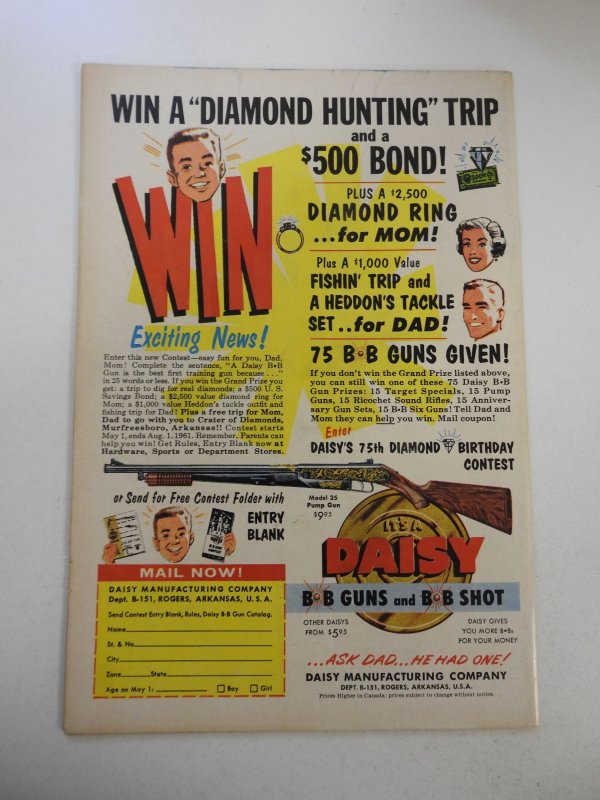 WIN A "DIAMOND HUNTING" TRIP
and a
$500 BOND!
WIN
PLUS A $2,500
DIAMOND RING
...for MOM!
Plus A $1,000 Value
FISHIN' TRIP and
A HEDDON'S TACKLE
SET..for DAD!
Exciting News!
Enter this new Contest—easy fun for you, Dad,
Mom! Complete the sentence, "A Daisy B•B
Gun is the best first training gun because . . ."
in 25 words or less. If you win the Grand Prize you
get: a trip to dig for real diamonds; a $500 U. S.
Savings Bond; a $2,500 value diamond ring for
Mom; a $1,000 value Heddon's tackle outfit and
fishing trip for Dad! Plus a free trip for Mom,
Dad to go with you to Crater of Diamonds,
Murfreesboro, Arkansas!! Contest starts
May 1, ends Aug. 1, 1961. Remember, Parents can
help you win! Get Rules, Entry Blank now at
Hardware, Sports or Department Stores.
75 B•B GUNS GIVEN!
If you don't win the Grand Prize listed above,
you can still win one of these 75 Daisy B•B
Gun Prizes: 15 Target Specials, 15 Pump
Guns, 15 Ricochet Sound Rifles, 15 Anniver-
sary Gun Sets, 15 B•B Six Guns! Tell Dad and
Mom they can help you win. Mail coupon!
Enter
DAISY'S 75th DIAMOND BIRTHDAY
CONTEST
or Send for Free Contest Folder with
ENTRY
BLANK
Model 25
Pump Gun
$9.95
IT'S A
DAISY
B•B GUNS and B•B SHOT
OTHER DAISYS
FROM $5.95
DAISY GIVES
YOU MORE B•Bs
FOR YOUR MONEY
...ASK DAD...HE HAD ONE!
DAISY MANUFACTURING COMPANY
DEPT. B-151, ROGERS, ARKANSAS, U.S.A.
Prices Higher in Canada; prices subject to change without notice.
MAIL NOW!
DAISY MANUFACTURING COMPANY
Dept. B-151, ROGERS, ARKANSAS, U.S.A.
Send Contest Entry Blank, Rules, Daisy B-B Gun Catalog.
Name
St. & No.
City
Zone State
Age on May 1: Boy Girl